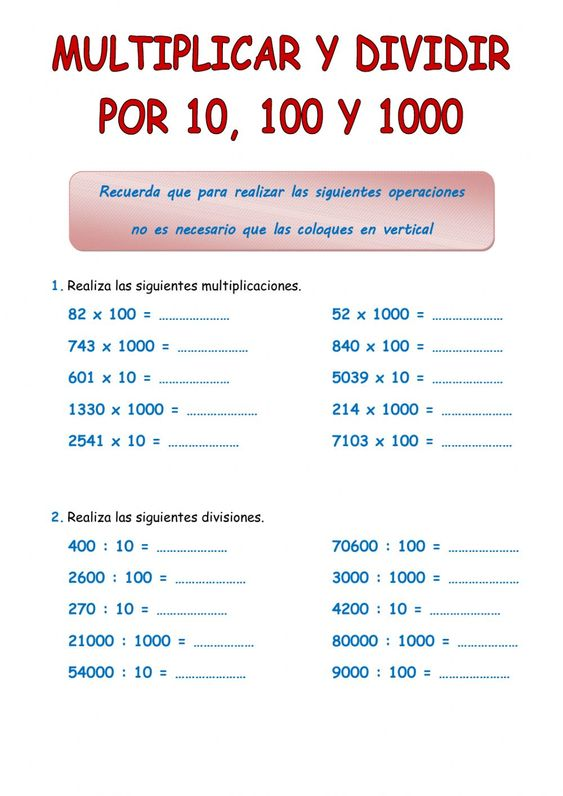 MULTIPLICAR Y DIVIDIR
POR 10, 100 Y 1000
Recuerda que para realizar las siguientes operaciones
no es necesario que las coloques en vertical
1. Realiza las siguientes multiplicaciones.
82 x 100 = ………………… 52 x 1000 = …………………
743 x 1000 = ………………… 840 x 100 = …………………
601 x 10 = ………………… 5039 x 10 = …………………
1330 x 1000 = ………………… 214 x 1000 = …………………
2541 x 10 = ………………… 7103 x 100 = …………………
2. Realiza las siguientes divisiones.
400 : 10 = ………………… 70600 : 100 = …………………
2600 : 100 = ………………… 3000 : 1000 = …………………
270 : 10 = ………………… 4200 : 10 = …………………
21000 : 1000 = ………………… 80000 : 1000 = …………………
54000 : 10 = ………………… 9000 : 100 = …………………